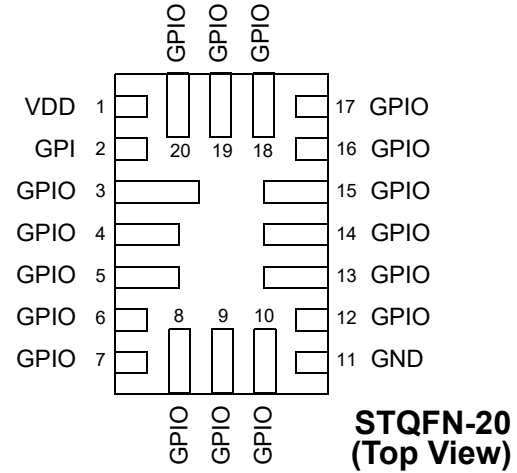 GPIO GPIO GPIO
VDD 1 17 GPIO
GPI 2 20 19 18 16 GPIO
GPIO 3 15 GPIO
GPIO 4 14 GPIO
GPIO 5 13 GPIO
GPIO 6 8 9 10 12 GPIO
GPIO 7 11 GND
GPIO GPIO GPIO
STQFN-20
(Top View)